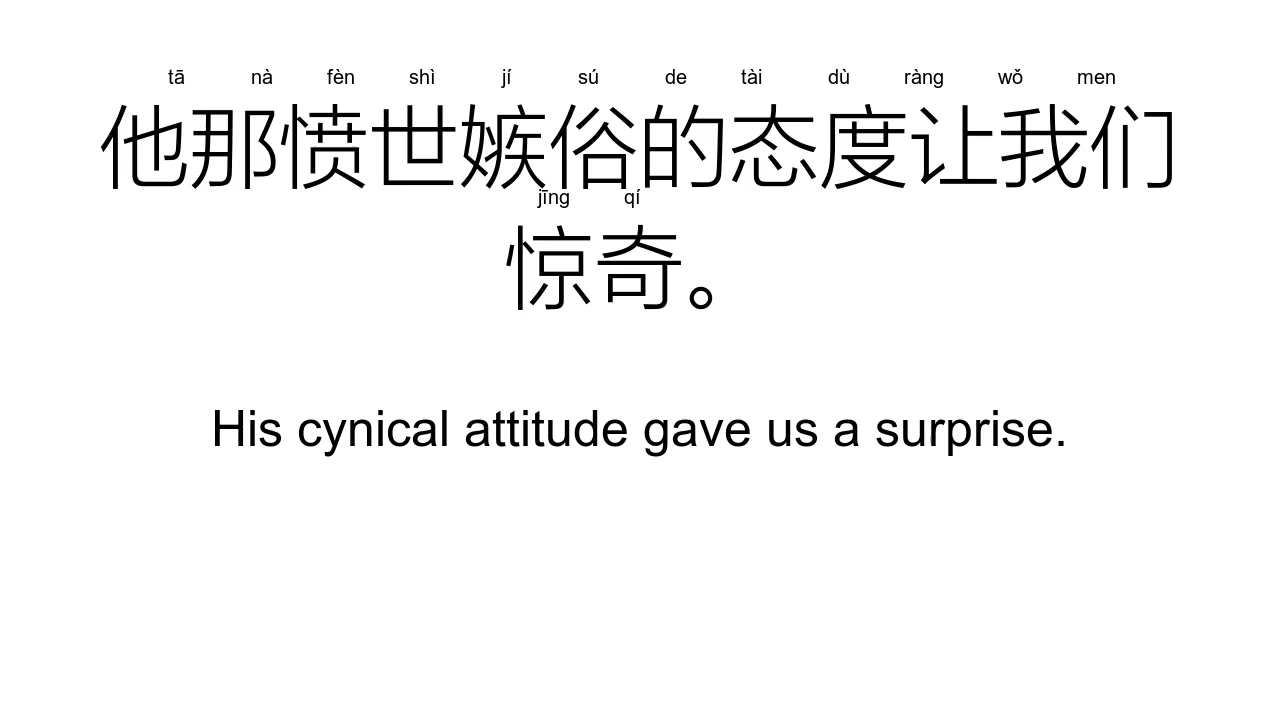 tā nà fèn shì jí sú de tài dù ràng wǒ men
他那愤世嫉俗的态度让我们
jīng qí
惊奇。
His cynical attitude gave us a surprise.